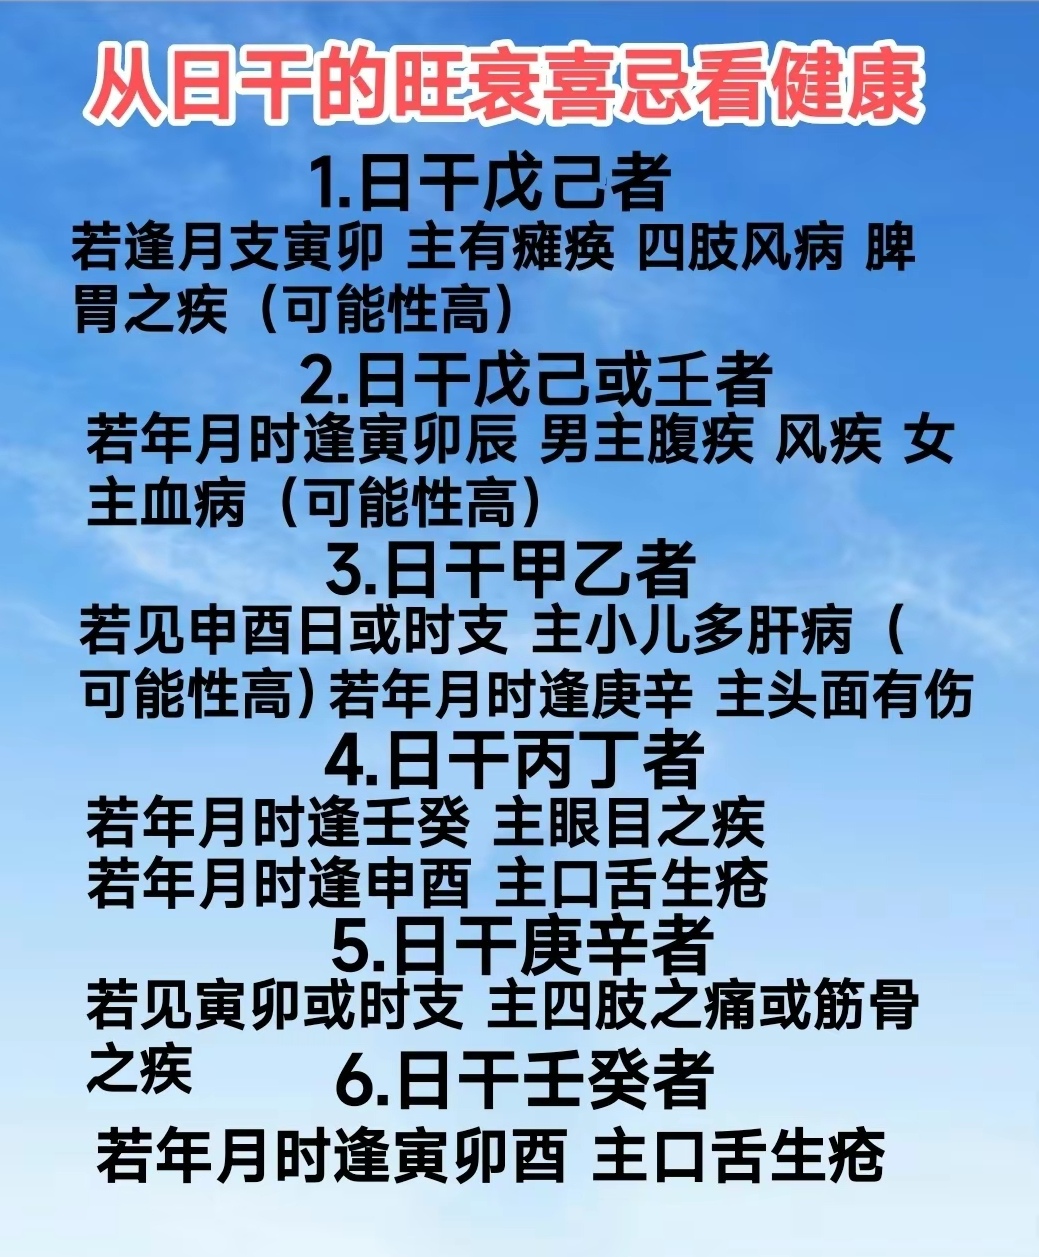 从日干的旺衰喜忌看健康
1.日干戊己者
若逢月支寅卯 主有瘫痪 四肢风病 脾
胃之疾（可能性高）
2.日干戊己或壬者
若年月时逢寅卯辰 男主腹疾 风疾 女
主血病（可能性高）
3.日干甲乙者
若见申酉日或时支 主小儿多肝病（
可能性高）若年月时逢庚辛 主头面有伤
4.日干丙丁者
若年月时逢壬癸 主眼目之疾
若年月时逢申酉 主口舌生疮
5.日干庚辛者
若见寅卯或时支 主四肢之痛或筋骨
之疾
6.日干壬癸者
若年月时逢寅卯酉 主口舌生疮